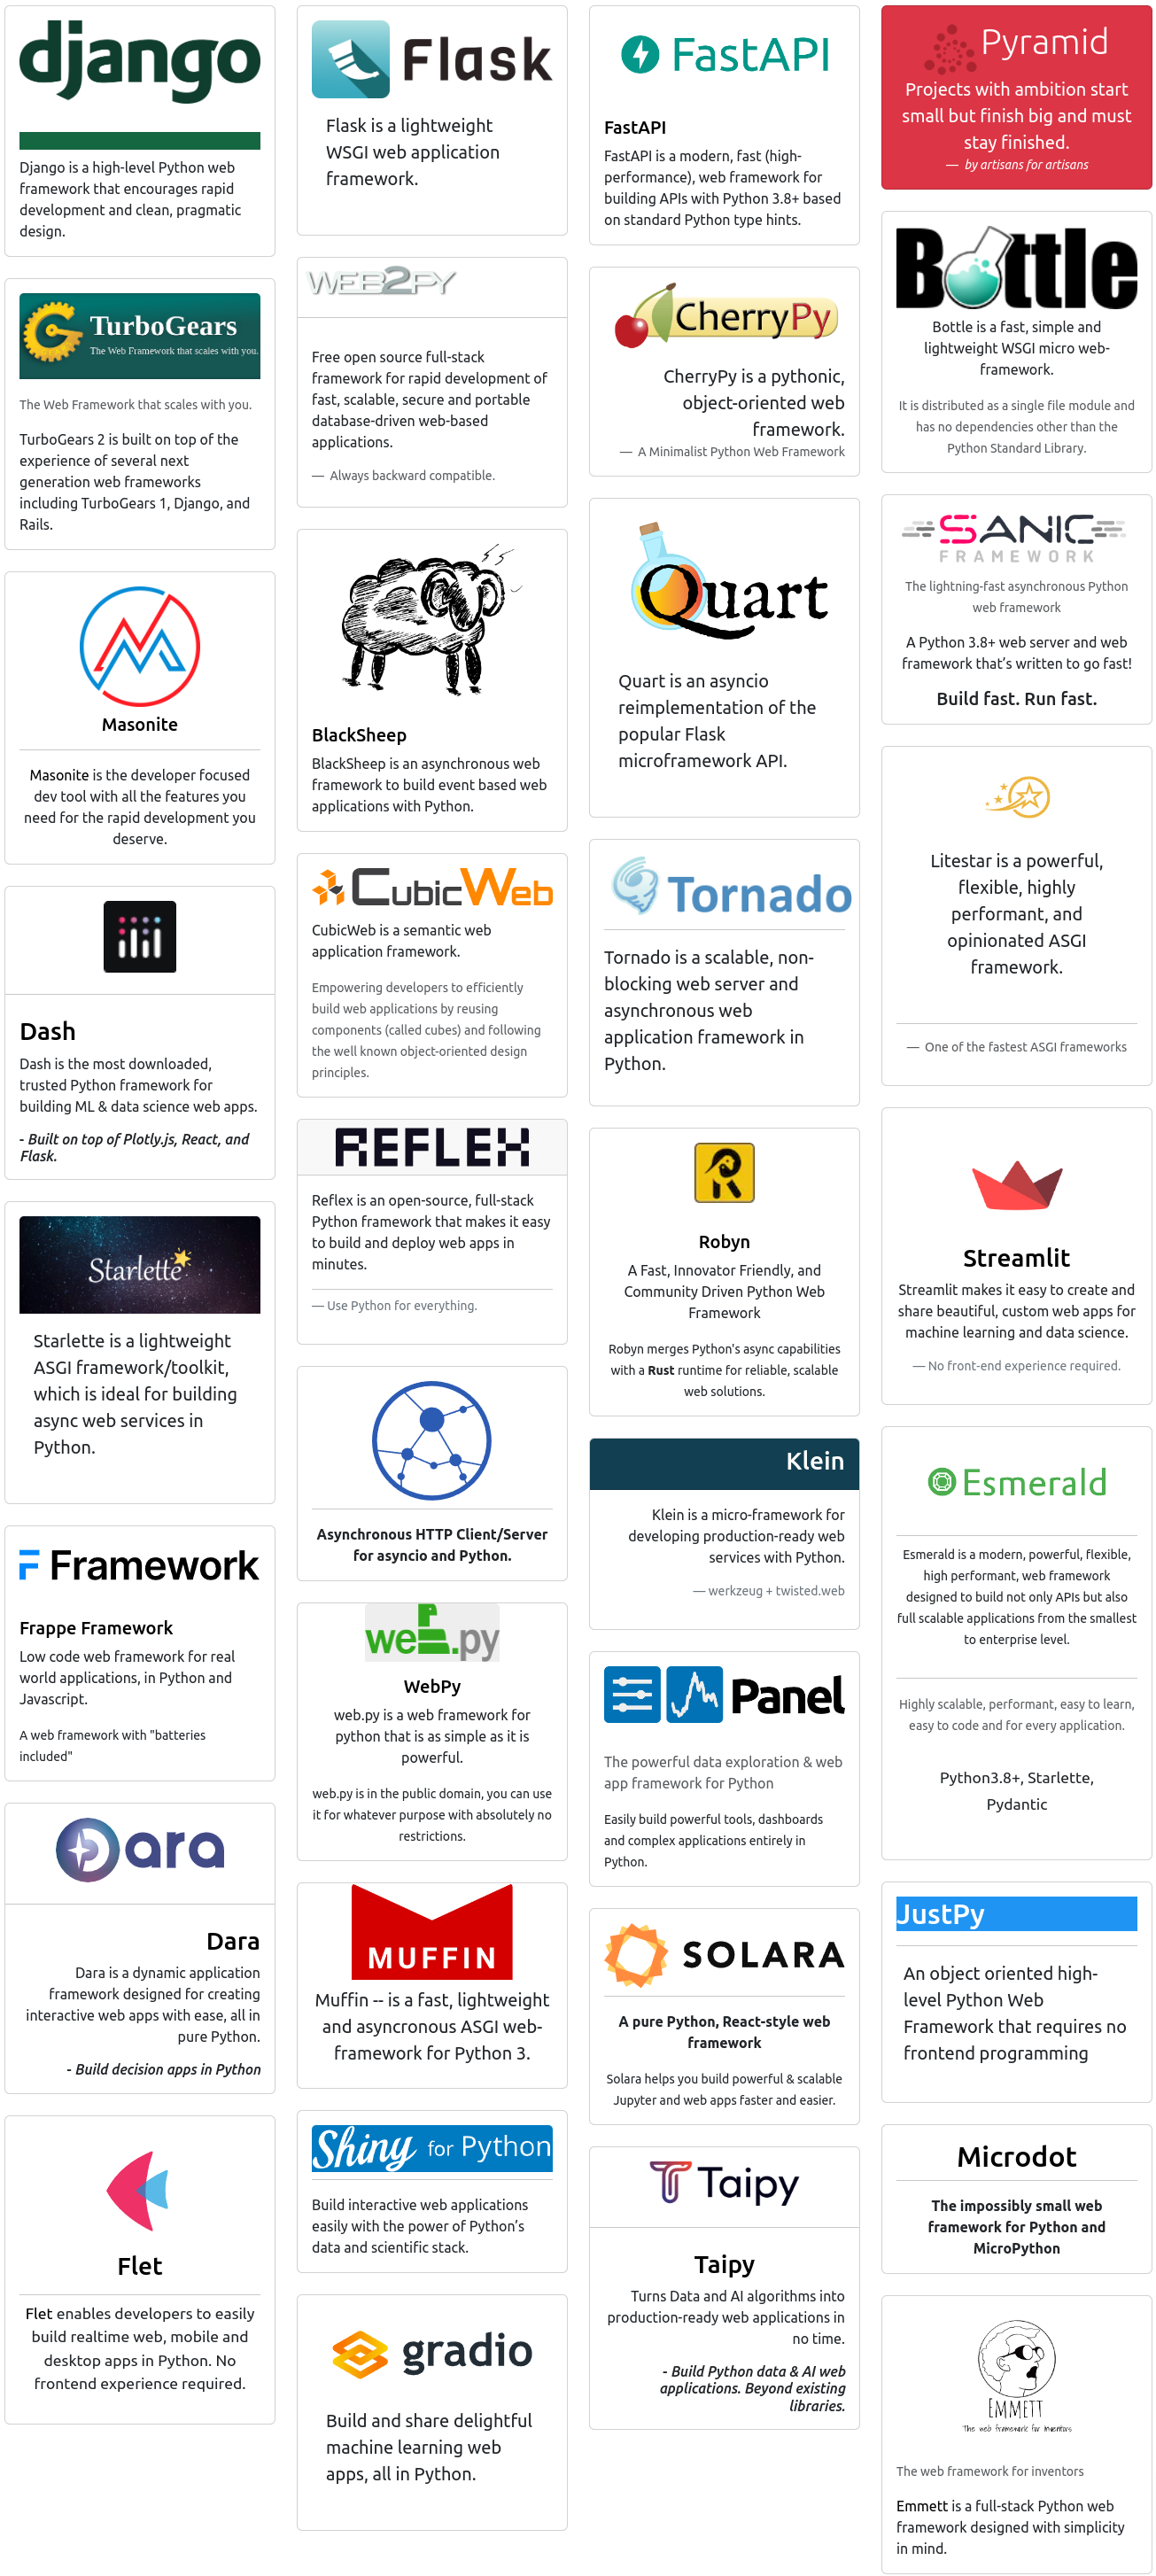 django
Django is a high-level Python web
framework that encourages rapid
development and clean, pragmatic
design.
TurboGears
The Web Framework that scales with you.
The Web Framework that scales with you.
TurboGears 2 is built on top of the
experience of several next
generation web frameworks
including TurboGears 1, Django, and
Rails.
Masonite
Masonite is the developer focused
dev tool with all the features you
need for the rapid development you
deserve.
Dash
Dash is the most downloaded,
trusted Python framework for
building ML & data science web apps.
- Built on top of Plotly.js, React, and
Flask.
Starlette
Starlette is a lightweight
ASGI framework/toolkit,
which is ideal for building
async web services in
Python.
Framework
Frappe Framework
Low code web framework for real
world applications, in Python and
Javascript.
A web framework with "batteries
included"
Dara
Dara
Dara is a dynamic application
framework designed for creating
interactive web apps with ease, all in
pure Python.
- Build decision apps in Python
Flet
Flet enables developers to easily
build realtime web, mobile and
desktop apps in Python. No
frontend experience required.
Flask
Flask is a lightweight
WSGI web application
framework.
WEB2PY
Free open source full-stack
framework for rapid development of
fast, scalable, secure and portable
database-driven web-based
applications.
— Always backward compatible.
BlackSheep
BlackSheep is an asynchronous web
framework to build event based web
applications with Python.
CubicWeb
CubicWeb is a semantic web
application framework.
Empowering developers to efficiently
build web applications by reusing
components (called cubes) and following
the well known object-oriented design
principles.
REFLEX
Reflex is an open-source, full-stack
Python framework that makes it easy
to build and deploy web apps in
minutes.
— Use Python for everything.
Asynchronous HTTP Client/Server
for asyncio and Python.
web.py
WebPy
web.py is a web framework for
python that is as simple as it is
powerful.
web.py is in the public domain, you can use
it for whatever purpose with absolutely no
restrictions.
MUFFIN
Muffin -- is a fast, lightweight
and asyncronous ASGI web-
framework for Python 3.
Shiny for Python
Build interactive web applications
easily with the power of Python's
data and scientific stack.
gradio
Build and share delightful
machine learning web
apps, all in Python.
FastAPI
FastAPI
FastAPI is a modern, fast (high-
performance), web framework for
building APIs with Python 3.8+ based
on standard Python type hints.
CherryPy
CherryPy is a pythonic,
object-oriented web
framework.
— A Minimalist Python Web Framework
Quart
Quart is an asyncio
reimplementation of the
popular Flask
microframework API.
Tornado
Tornado is a scalable, non-
blocking web server and
asynchronous web
application framework in
Python.
Robyn
A Fast, Innovator Friendly, and
Community Driven Python Web
Framework
Robyn merges Python's async capabilities
with a Rust runtime for reliable, scalable
web solutions.
Klein
Klein is a micro-framework for
developing production-ready web
services with Python.
— werkzeug + twisted.web
Panel
The powerful data exploration & web
app framework for Python
Easily build powerful tools, dashboards
and complex applications entirely in
Python.
SOLARA
A pure Python, React-style web
framework
Solara helps you build powerful & scalable
Jupyter and web apps faster and easier.
Taipy
Taipy
Turns Data and AI algorithms into
production-ready web applications in
no time.
- Build Python data & AI web
applications. Beyond existing
libraries.
Pyramid
Projects with ambition start
small but finish big and must
stay finished.
— by artisans for artisans
Bottle
Bottle is a fast, simple and
lightweight WSGI micro web-
framework.
It is distributed as a single file module and
has no dependencies other than the
Python Standard Library.
SANIC
FRAMEWORK
The lightning-fast asynchronous Python
web framework
A Python 3.8+ web server and web
framework that's written to go fast!
Build fast. Run fast.
Litestar is a powerful,
flexible, highly
performant, and
opinionated ASGI
framework.
— One of the fastest ASGI frameworks
Streamlit
Streamlit makes it easy to create and
share beautiful, custom web apps for
machine learning and data science.
— No front-end experience required.
Esmerald
Esmerald is a modern, powerful, flexible,
high performant, web framework
designed to build not only APIs but also
full scalable applications from the smallest
to enterprise level.
Highly scalable, performant, easy to learn,
easy to code and for every application.
Python3.8+, Starlette,
Pydantic
JustPy
An object oriented high-
level Python Web
Framework that requires no
frontend programming
Microdot
The impossibly small web
framework for Python and
MicroPython
EMMETT
The web framework for inventors
The web framework for inventors
Emmett is a full-stack Python web
framework designed with simplicity
in mind.